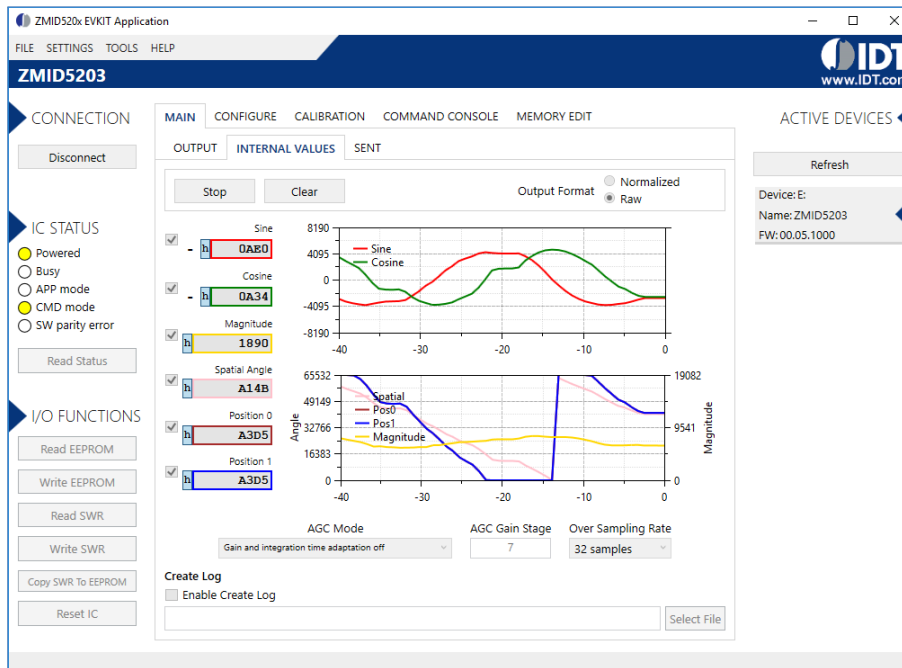 ZMID520x EVKIT Application
FILE SETTINGS TOOLS HELP
IDT
www.IDT.com
ZMID5203
CONNECTION
Disconnect
IC STATUS
Powered
Busy
APP mode
CMD mode
SW parity error
Read Status
I/O FUNCTIONS
Read EEPROM
Write EEPROM
Read SWR
Write SWR
Copy SWR To EEPROM
Reset IC
MAIN CONFIGURE CALIBRATION COMMAND CONSOLE MEMORY EDIT
OUTPUT INTERNAL VALUES SENT
Stop Clear Output Format Normalized
Raw
Sine
- h 0AE0
Cosine
- h 0A34
Magnitude
h 1890
Spatial Angle
h A14B
Position 0
h A3D5
Position 1
h A3D5
8190
4095
0
-4095
-8190
Sine
Cosine
-40 -30 -20 -10 0
65532
49149
32766
16383
0
Angle
Spatial
Pos0
Pos1
Magnitude
19082
9541
0
Magnitude
-40 -30 -20 -10 0
AGC Mode AGC Gain Stage Over Sampling Rate
Gain and integration time adaptation off 7 32 samples
Create Log
Enable Create Log
Select File
ACTIVE DEVICES
Refresh
Device: E:
Name: ZMID5203
FW: 00.05.1000